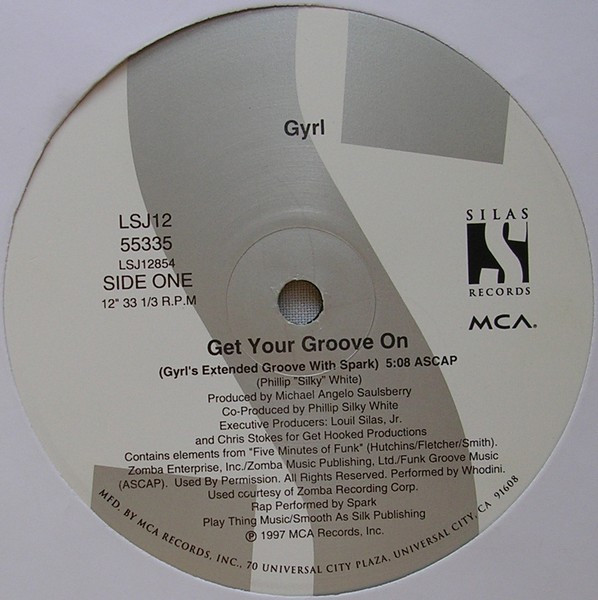 Gyrl
LSJ12
55335
LSJ12854
SIDE ONE
12" 33 1/3 R.P.M
SILAS
S
RECORDS
MCA.
Get Your Groove On
(Gyrl's Extended Groove With Spark) 5:08 ASCAP
(Phillip "Silky" White)
Produced by Michael Angelo Saulsberry
Co-Produced by Phillip Silky White
Executive Producers: Louil Silas, Jr.
and Chris Stokes for Get Hooked Productions
Contains elements from "Five Minutes of Funk" (Hutchins/Fletcher/Smith).
Zomba Enterprise, Inc./Zomba Music Publishing, Ltd./Funk Groove Music
(ASCAP). Used By Permission. All Rights Reserved. Performed by Whodini.
Used courtesy of Zomba Recording Corp.
Rap Performed by Spark
Play Thing Music/Smooth As Silk Publishing
℗ 1997 MCA Records, Inc.
MFD. BY MCA RECORDS, INC., 70 UNIVERSAL CITY PLAZA, UNIVERSAL CITY, CA 91608